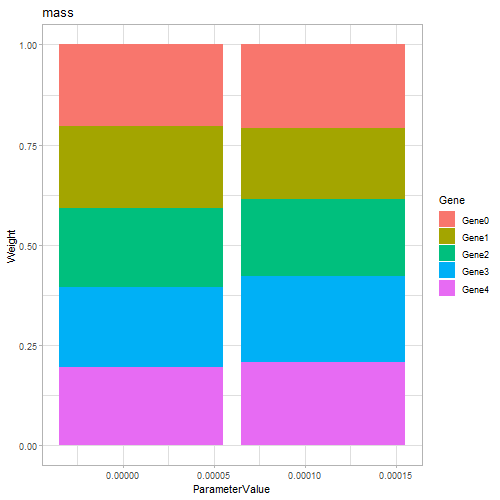 mass
1.00
0.75
0.50
0.25
0.00
Weight
0.00000
0.00005
0.00010
0.00015
ParameterValue
Gene
Gene0
Gene1
Gene2
Gene3
Gene4